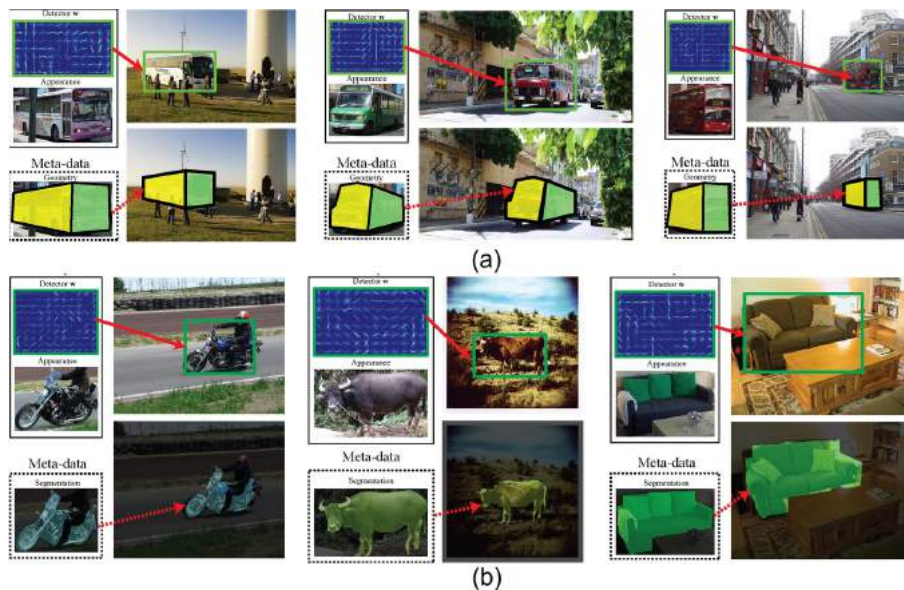 Detector w
Appearance
Meta-data
Geometry
Detector w
Appearance
Meta-data
Geometry
Detector w
Appearance
Meta-data
Geometry
(a)
Detector w
Appearance
Meta-data
Segmentation
Detector w
Appearance
Meta-data
Segmentation
Detector w
Appearance
Meta-data
Segmentation
(b)